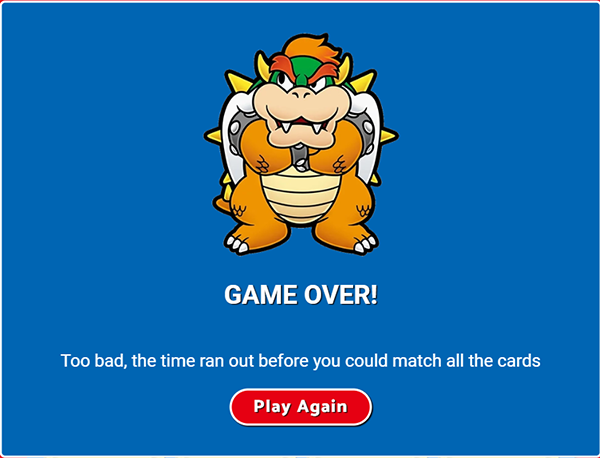 GAME OVER!
Too bad, the time ran out before you could match all the cards
Play Again